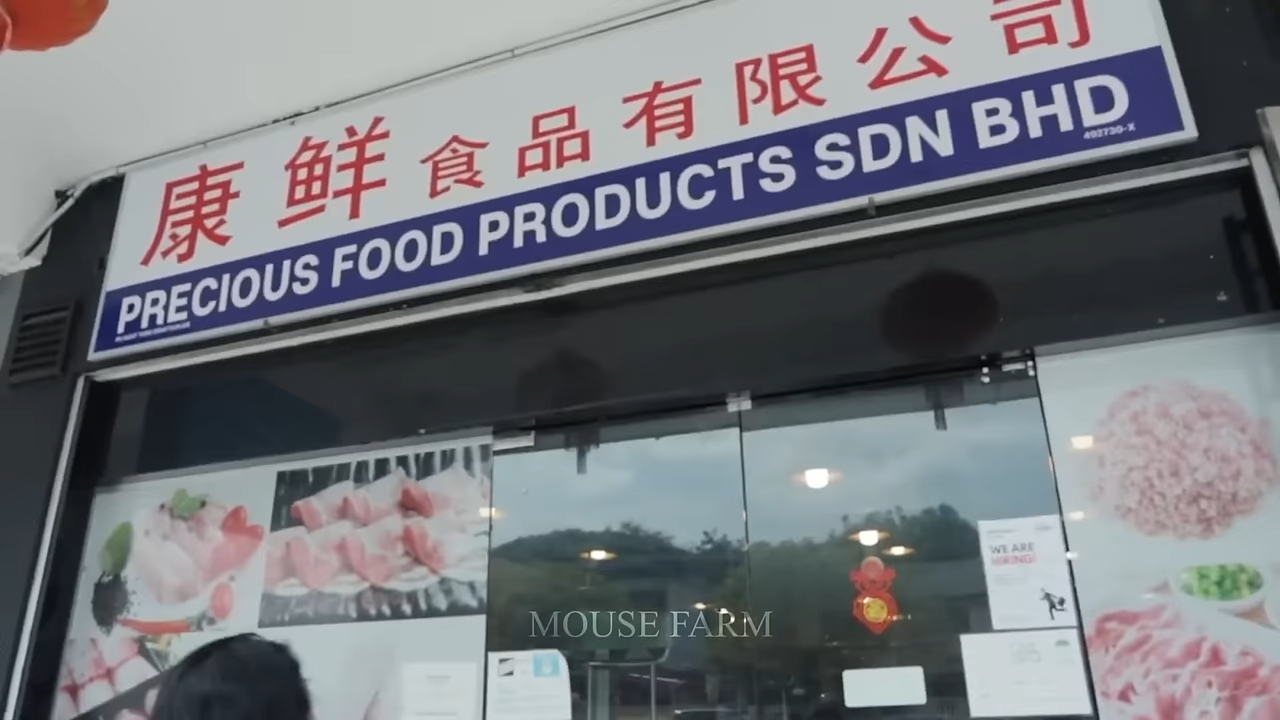 康鲜食品有限公司
PRECIOUS FOOD PRODUCTS SDN BHD
492730-X
WE ARE
HIRING!
MOUSE FARM